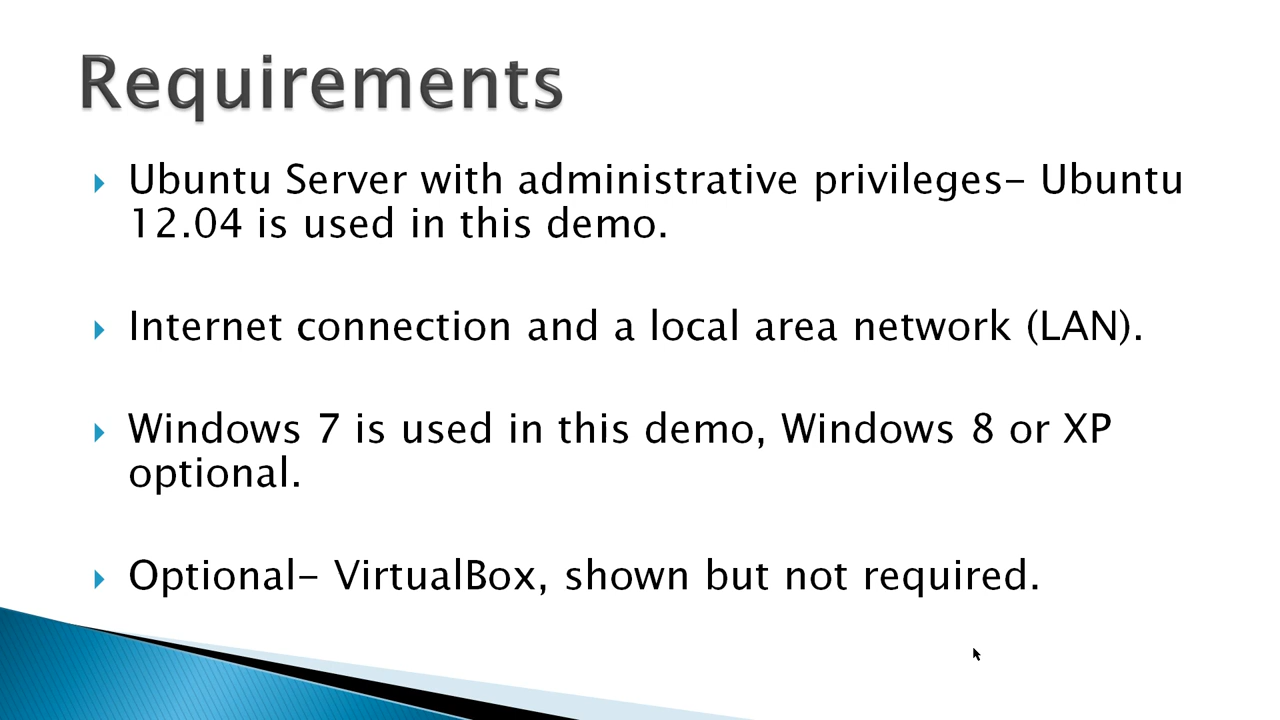 Requirements
Ubuntu Server with administrative privileges– Ubuntu
12.04 is used in this demo.
Internet connection and a local area network (LAN).
Windows 7 is used in this demo, Windows 8 or XP
optional.
Optional– VirtualBox, shown but not required.